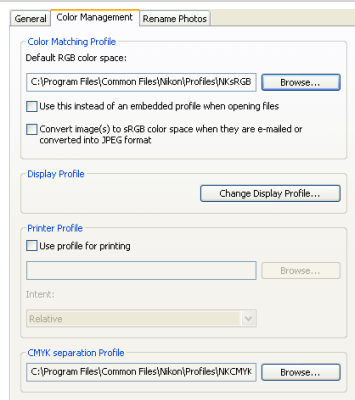 General Color Management Rename Photos
Color Matching Profile
Default RGB color space:
C:\Program Files\Common Files\Nikon\Profiles\NKsRGB Browse...
Use this instead of an embedded profile when opening files
Convert image(s) to sRGB color space when they are e-mailed or
converted into JPEG format
Display Profile
Change Display Profile...
Printer Profile
Use profile for printing
Browse...
Intent:
Relative
CMYK separation Profile
C:\Program Files\Common Files\Nikon\Profiles\NKCMYK Browse...